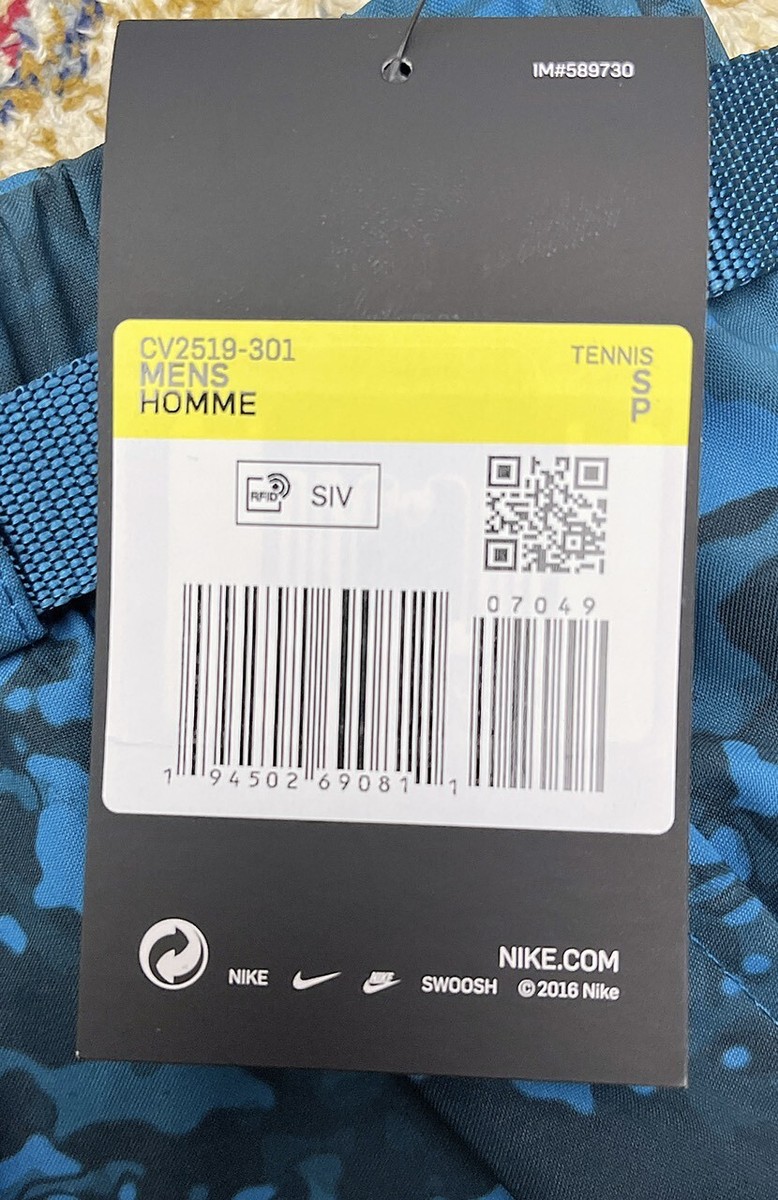 IM#589730
CV2519-301
TENNIS
MENS
S
HOMME
P
RFID SIV
07049
1 94502 69081 1
NIKE.COM
NIKE NIKE SWOOSH © 2016 Nike